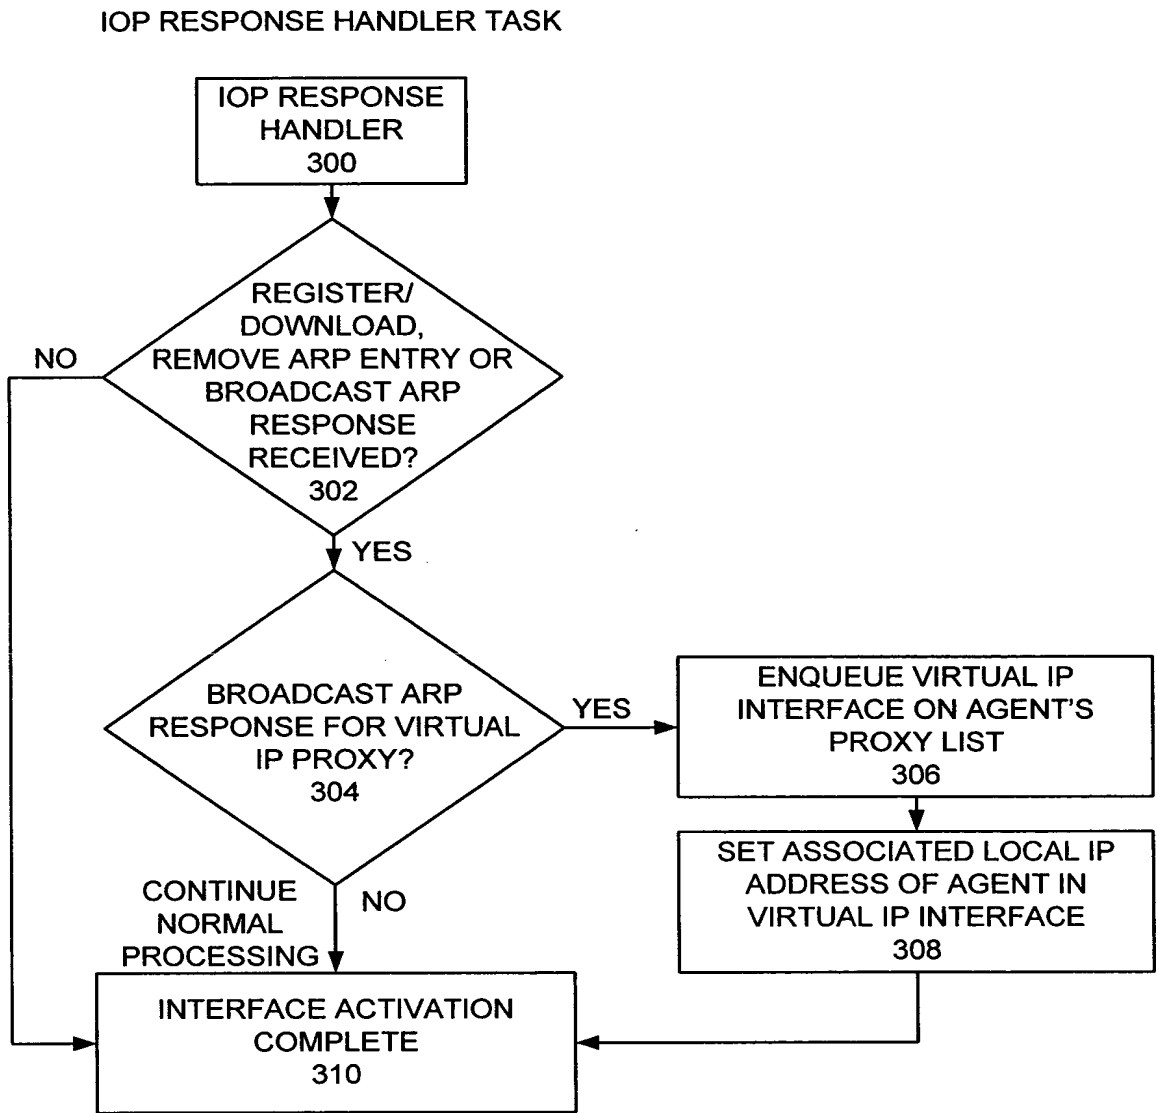 IOP RESPONSE HANDLER TASK
IOP RESPONSE
HANDLER
300
REGISTER/
DOWNLOAD,
REMOVE ARP ENTRY OR
BROADCAST ARP
RESPONSE
RECEIVED?
302
NO
YES
BROADCAST ARP
RESPONSE FOR VIRTUAL
IP PROXY?
304
YES
ENQUEUE VIRTUAL IP
INTERFACE ON AGENT'S
PROXY LIST
306
SET ASSOCIATED LOCAL IP
ADDRESS OF AGENT IN
VIRTUAL IP INTERFACE
308
CONTINUE
NORMAL
PROCESSING
NO
INTERFACE ACTIVATION
COMPLETE
310